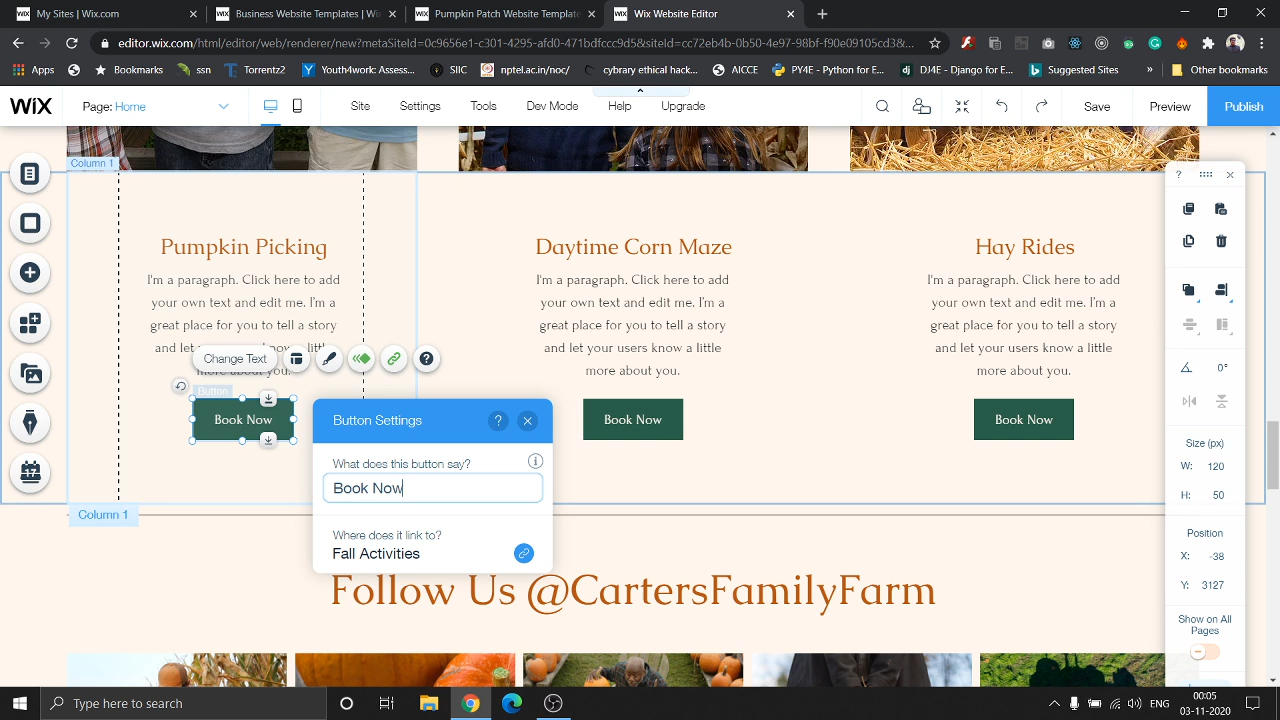 My Sites | Wix.com
Business Website Templates | W
Pumpkin Patch Website Template
Wix Website Editor
editor.wix.com/html/editor/web/renderer/new?metaSiteId=0c9656e1-c301-4295-afd0-471bdfccc9d5&siteId=cc72eb4b-0b50-4e97-98bf-f90e09105cd3&...
Apps
Bookmarks
ssn
Torrentz2
Youth4work: Assess...
SIIC
nptel.ac.in/noc/
cybrary ethical hack...
AICCE
PY4E - Python for E...
DJ4E - Django for E...
Suggested Sites
»
Other bookmarks
WiX
Page: Home
Site
Settings
Tools
Dev Mode
Help
Upgrade
Save
Preview
Publish
Column 1
Pumpkin Picking
I'm a paragraph. Click here to add
your own text and edit me. I'm a
great place for you to tell a story
and let
more about you.
Change Text
Button
Book Now
Daytime Corn Maze
I'm a paragraph. Click here to add
your own text and edit me. I'm a
great place for you to tell a story
and let your users know a little
more about you.
Book Now
Hay Rides
I'm a paragraph. Click here to add
your own text and edit me. I'm a
great place for you to tell a story
and let your users know a little
more about you.
Book Now
Button Settings
?
What does this button say?
Book Now
Where does it link to?
Fall Activities
Column 1
Follow Us @CartersFamilyFarm
?
0°
Size (px)
W: 120
H: 50
Position
X: -38
Y: 3127
Show on All
Pages
Type here to search
ENG
00:05
03-11-2020